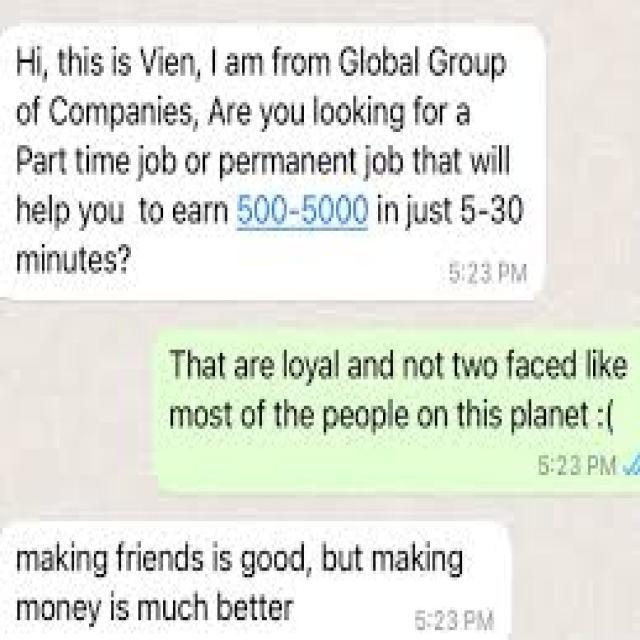 Hi, this is Vien, I am from Global Group
of Companies, Are you looking for a
Part time job or permanent job that will
help you  to earn 500-5000 in just 5-30
minutes?
5:23 PM
That are loyal and not two faced like
most of the people on this planet :(
5:23 PM
making friends is good, but making
money is much better
5:23 PM